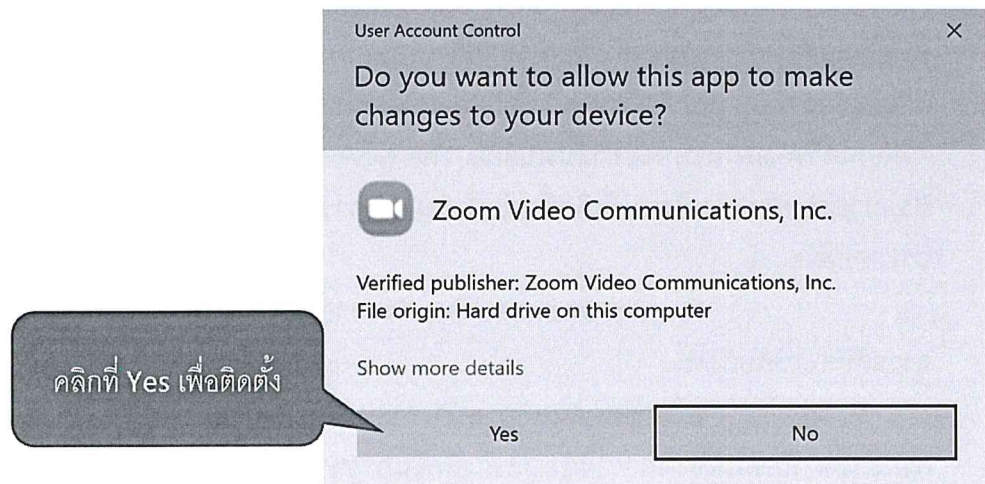 User Account Control
Do you want to allow this app to make
changes to your device?
Zoom Video Communications, Inc.
Verified publisher: Zoom Video Communications, Inc.
File origin: Hard drive on this computer
Show more details
คลิกที่ Yes เพื่อติดตั้ง
Yes
No